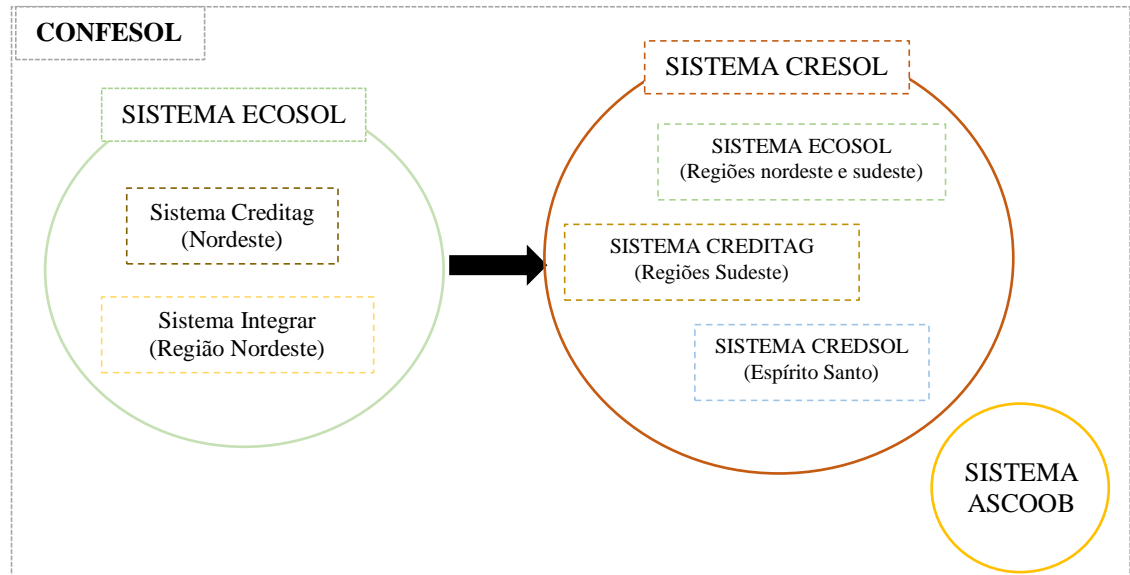 CONFESOL
SISTEMA ECOSOL
Sistema Creditag
(Nordeste)
Sistema Integrar
(Região Nordeste)
SISTEMA CRESOL
SISTEMA ECOSOL
(Regiões nordeste e sudeste)
SISTEMA CREDITAG
(Regiões Sudeste)
SISTEMA CREDSOL
(Espírito Santo)
SISTEMA
ASCOOB